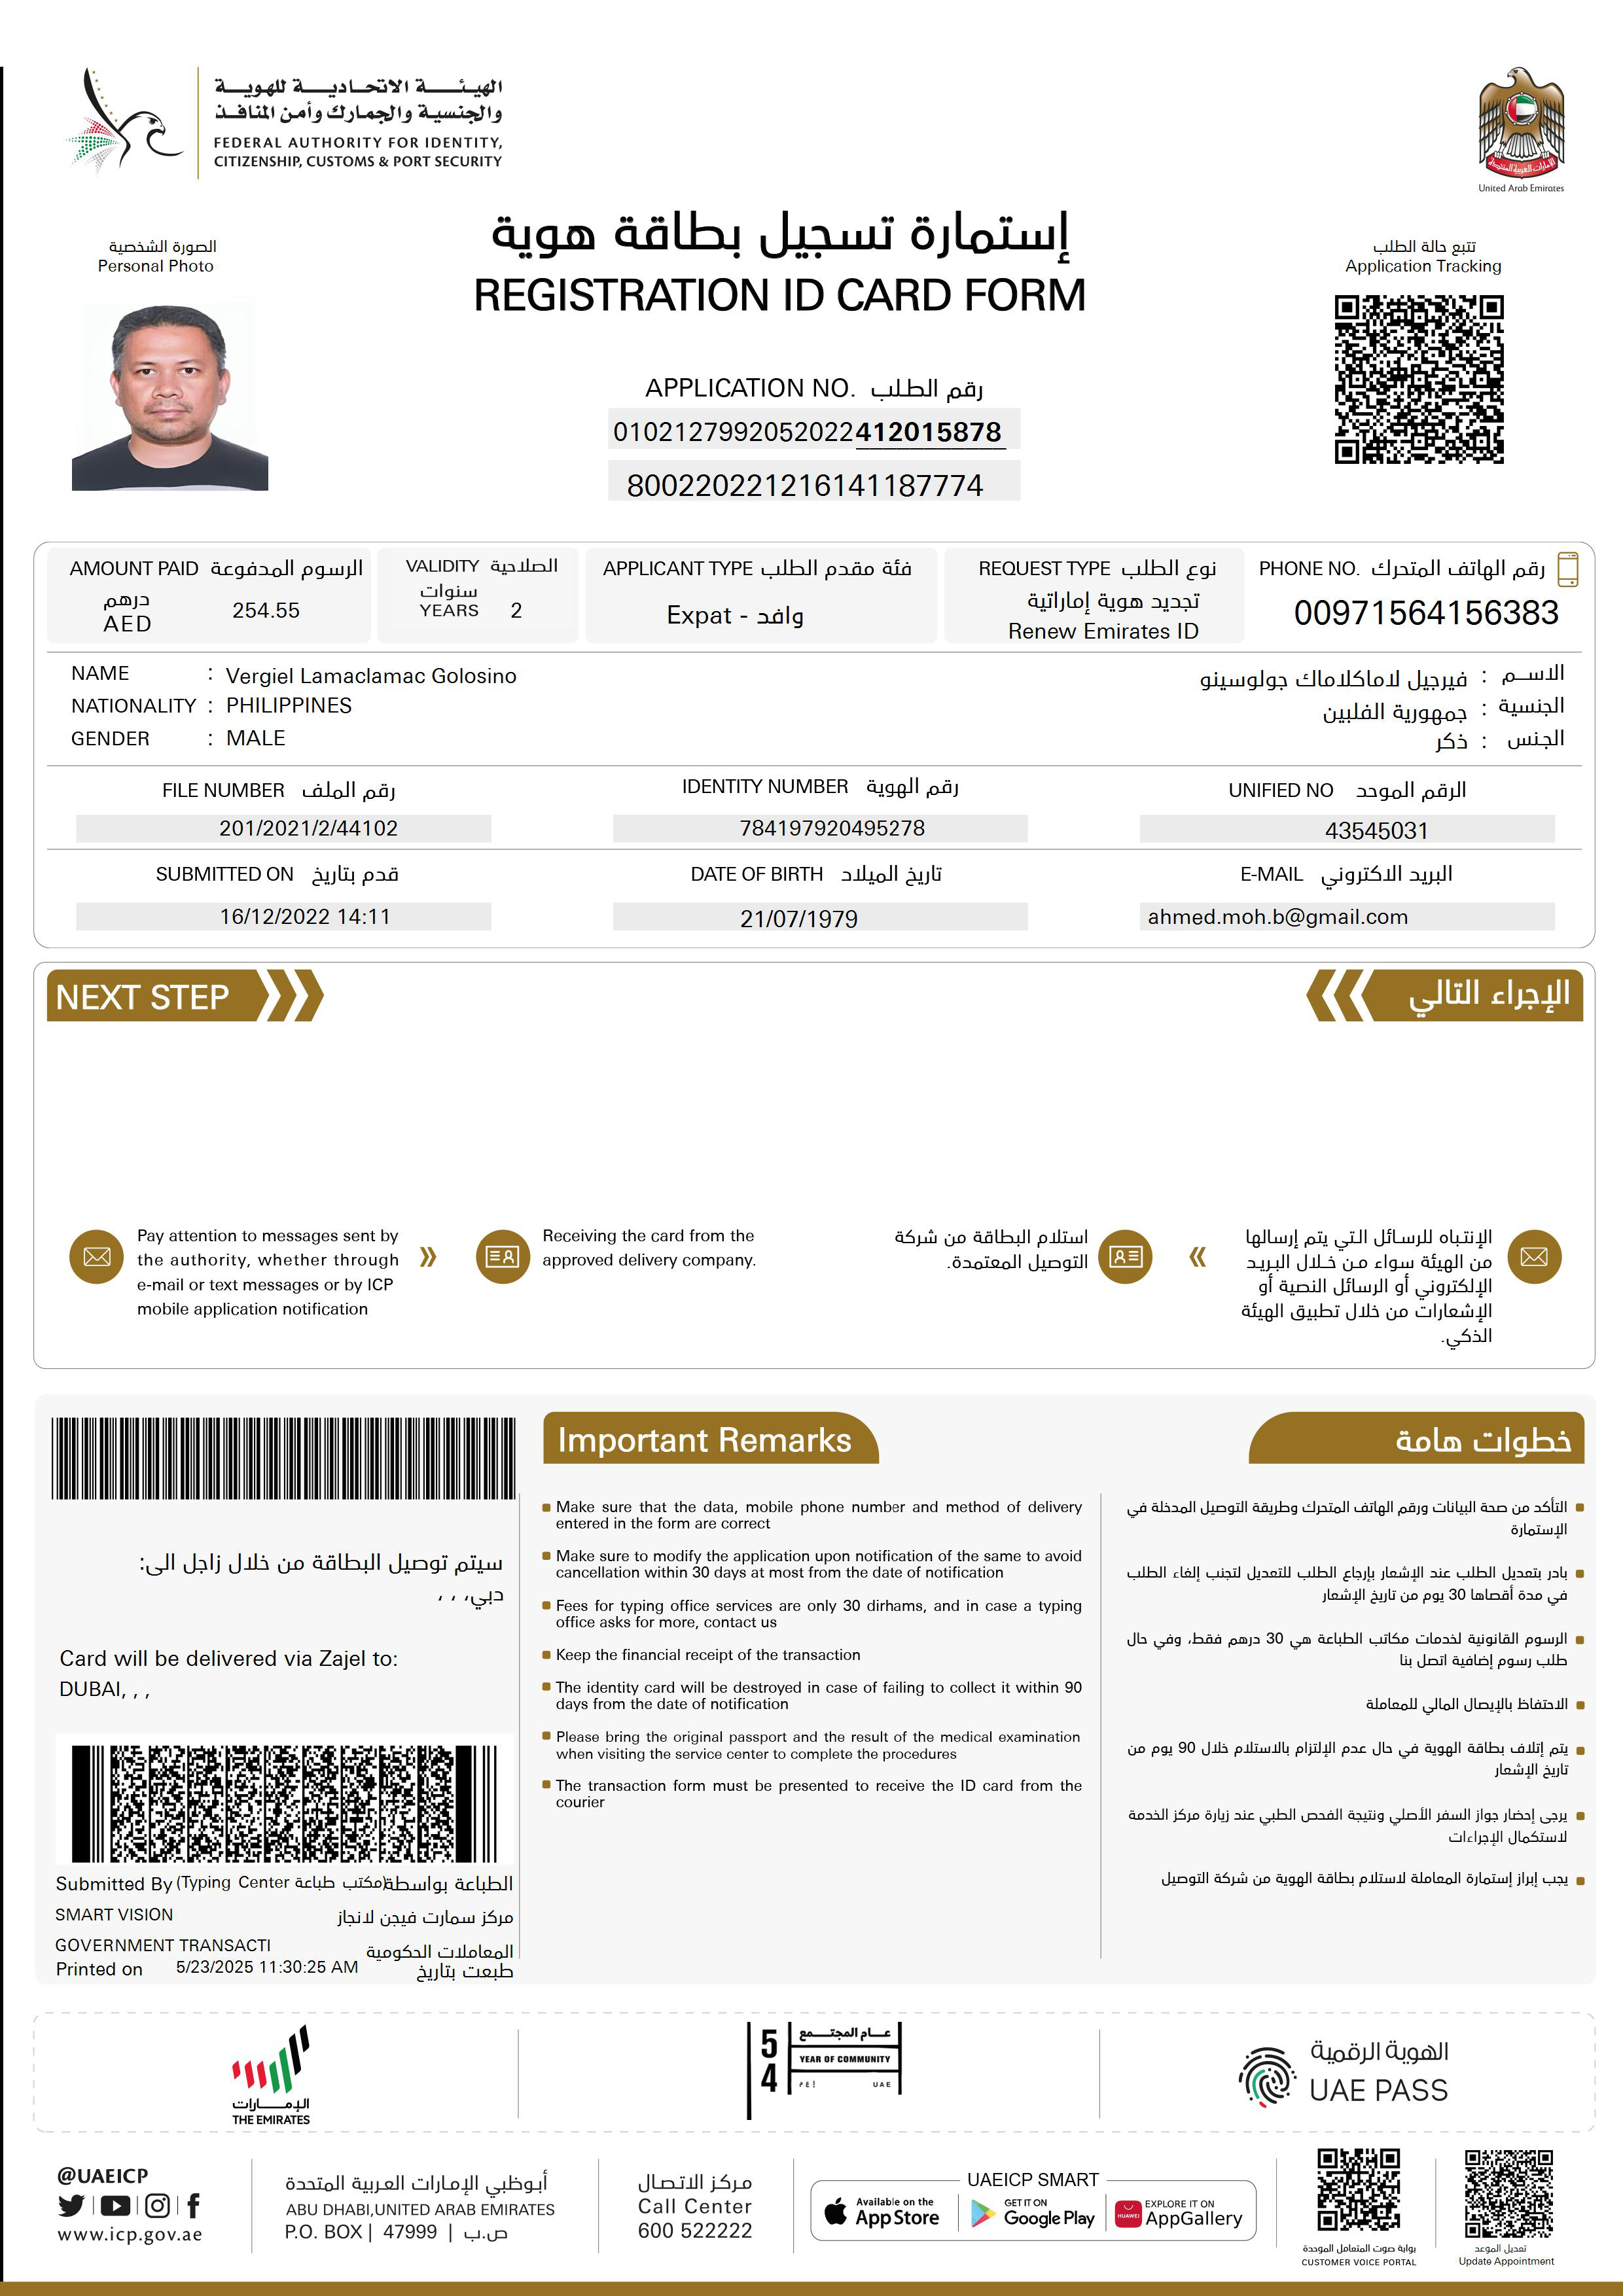 الهيئـــة الاتحـاديـــة للهويــة
والجنسيـة والجمارك وأمن المنافـذ
FEDERAL AUTHORITY FOR IDENTITY,
CITIZENSHIP, CUSTOMS & PORT SECURITY
United Arab Emirates
الصورة الشخصية
Personal Photo
إستمارة تسجيل بطاقة هوية
REGISTRATION ID CARD FORM
تتبع حالة الطلب
Application Tracking
APPLICATION NO. رقم الطلب
0102127992052022412015878
800220221216141187774
AMOUNT PAID الرسوم المدفوعة
درهم
AED
254.55
VALIDITY الصلاحية
سنوات
YEARS 2
APPLICANT TYPE فئة مقدم الطلب
Expat - وافد
REQUEST TYPE نوع الطلب
تجديد هوية إماراتية
Renew Emirates ID
PHONE NO. رقم الهاتف المتحرك
00971564156383
NAME : Vergiel Lamaclamac Golosino
الاســم : فيرجيل لاماكلاماك جولوسينو
NATIONALITY : PHILIPPINES
الجنسية : جمهورية الفلبين
GENDER : MALE
الجنس : ذكر
FILE NUMBER رقم الملف
201/2021/2/44102
IDENTITY NUMBER رقم الهوية
784197920495278
UNIFIED NO الرقم الموحد
43545031
SUBMITTED ON قدم بتاريخ
16/12/2022 14:11
DATE OF BIRTH تاريخ الميلاد
21/07/1979
E-MAIL البريد الاكتروني
ahmed.moh.b@gmail.com
NEXT STEP
الإجراء التالي
Pay attention to messages sent by
the authority, whether through
e-mail or text messages or by ICP
mobile application notification
Receiving the card from the
approved delivery company.
استلام البطاقة من شركة
التوصيل المعتمدة.
الإنتباه للرسائل التي يتم إرسالها
من الهيئة سواء مـن خــلال البريـد
الإلكتروني أو الرسائل النصية أو
الإشعارات من خلال تطبيق الهيئة
الذكي.
سيتم توصيل البطاقة من خلال زاجل الى:
دبي، ، ،
Card will be delivered via Zajel to:
DUBAI, , ,
Submitted By (Typing Center مكتب طباعة) الطباعة بواسطة
SMART VISION
مركز سمارت فيجن لانجاز
GOVERNMENT TRANSACTI
المعاملات الحكومية
Printed on 5/23/2025 11:30:25 AM طبعت بتاريخ
Important Remarks
Make sure that the data, mobile phone number and method of delivery
entered in the form are correct
Make sure to modify the application upon notification of the same to avoid
cancellation within 30 days at most from the date of notification
Fees for typing office services are only 30 dirhams, and in case a typing
office asks for more, contact us
Keep the financial receipt of the transaction
The identity card will be destroyed in case of failing to collect it within 90
days from the date of notification
Please bring the original passport and the result of the medical examination
when visiting the service center to complete the procedures
The transaction form must be presented to receive the ID card from the
courier
خطوات هامة
التأكد من صحة البيانات ورقم الهاتف المتحرك وطريقة التوصيل المدخلة في
الإستمارة
بادر بتعديل الطلب عند الإشعار بإرجاع الطلب للتعديل لتجنب إلغاء الطلب
في مدة أقصاها 30 يوم من تاريخ الإشعار
الرسوم القانونية لخدمات مكاتب الطباعة هي 30 درهم فقط، وفي حال
طلب رسوم إضافية اتصل بنا
الاحتفاظ بالإيصال المالي للمعاملة
يتم إتلاف بطاقة الهوية في حال عدم الإلتزام بالاستلام خلال 90 يوم من
تاريخ الإشعار
يرجى إحضار جواز السفر الأصلي ونتيجة الفحص الطبي عند زيارة مركز الخدمة
لاستكمال الإجراءات
يجب إبراز إستمارة المعاملة لاستلام بطاقة الهوية من شركة التوصيل
الإمــارات
THE EMIRATES
54
عــام المجتمــع
YEAR OF COMMUNITY
UAE
الهوية الرقمية
UAE PASS
@UAEICP
www.icp.gov.ae
أبوظبي الإمارات العربية المتحدة
ABU DHABI,UNITED ARAB EMIRATES
P.O. BOX | 47999 | ص.ب
مركز الاتصال
Call Center
600 522222
UAEICP SMART
Available on the
App Store
GET IT ON
Google Play
HUAWEI
EXPLORE IT ON
AppGallery
بوابة صوت المتعامل الموحدة
CUSTOMER VOICE PORTAL
تعديل الموعد
Update Appointment